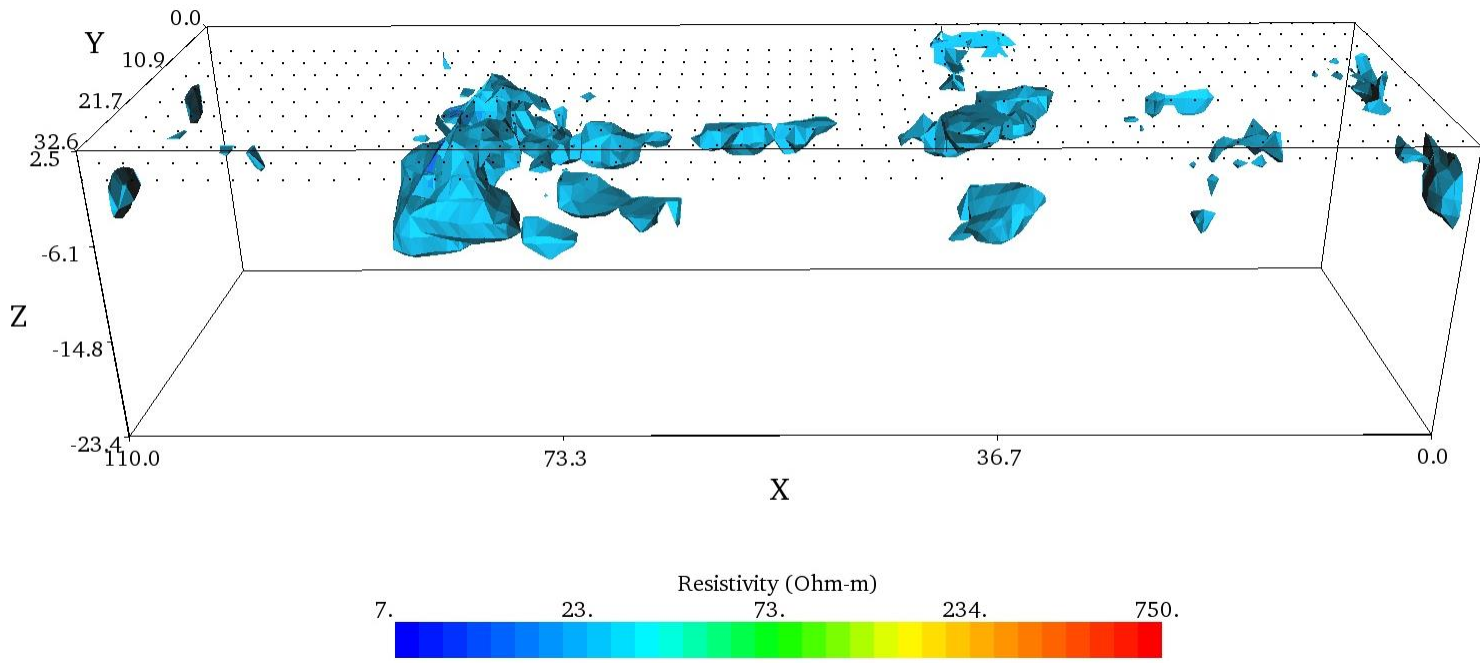 0.0
Y
10.9
21.7
32.6
2.5
-6.1
Z
-14.8
-23.4
110.0 73.3 36.7 0.0
X
Resistivity (Ohm-m)
7. 23. 73. 234. 750.